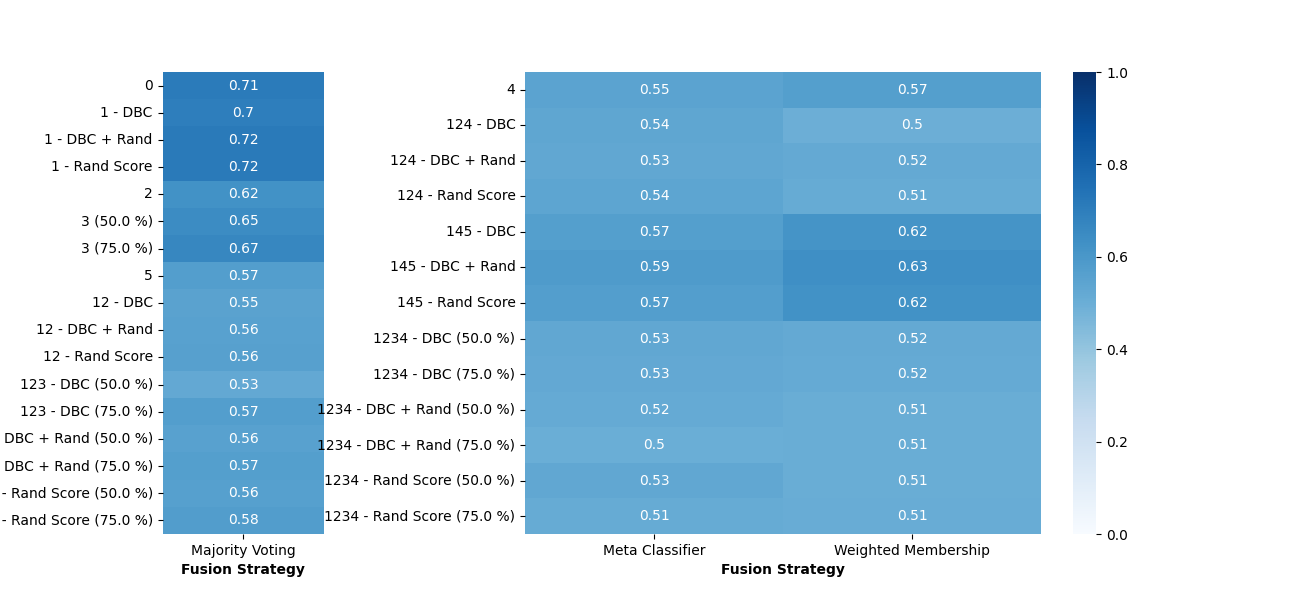 0 0.71
1 - DBC 0.7
1 - DBC + Rand 0.72
1 - Rand Score 0.72
2 0.62
3 (50.0 %) 0.65
3 (75.0 %) 0.67
5 0.57
12 - DBC 0.55
12 - DBC + Rand 0.56
12 - Rand Score 0.56
123 - DBC (50.0 %) 0.53
123 - DBC (75.0 %) 0.57
DBC + Rand (50.0 %) 0.56
DBC + Rand (75.0 %) 0.57
- Rand Score (50.0 %) 0.56
- Rand Score (75.0 %) 0.58
Majority Voting
Fusion Strategy
4 0.55 0.57
124 - DBC 0.54 0.5
124 - DBC + Rand 0.53 0.52
124 - Rand Score 0.54 0.51
145 - DBC 0.57 0.62
145 - DBC + Rand 0.59 0.63
145 - Rand Score 0.57 0.62
1234 - DBC (50.0 %) 0.53 0.52
1234 - DBC (75.0 %) 0.53 0.52
1234 - DBC + Rand (50.0 %) 0.52 0.51
1234 - DBC + Rand (75.0 %) 0.5 0.51
1234 - Rand Score (50.0 %) 0.53 0.51
1234 - Rand Score (75.0 %) 0.51 0.51
Meta Classifier Weighted Membership
Fusion Strategy
1.0
0.8
0.6
0.4
0.2
0.0